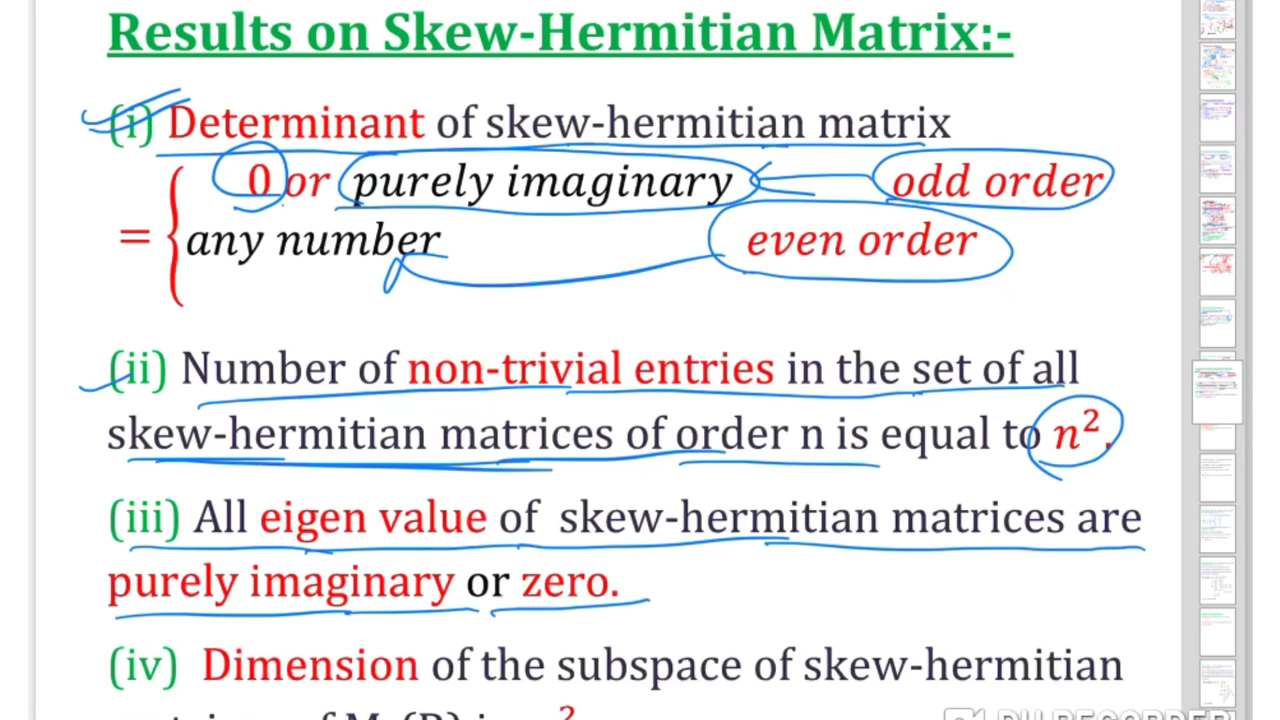 Results on Skew-Hermitian Matrix:-
(i) Determinant of skew-hermitian matrix
= { 0 or purely imaginary odd order
any number even order
(ii) Number of non-trivial entries in the set of all
skew-hermitian matrices of order n is equal to n².
(iii) All eigen value of skew-hermitian matrices are
purely imaginary or zero.
(iv) Dimension of the subspace of skew-hermitian